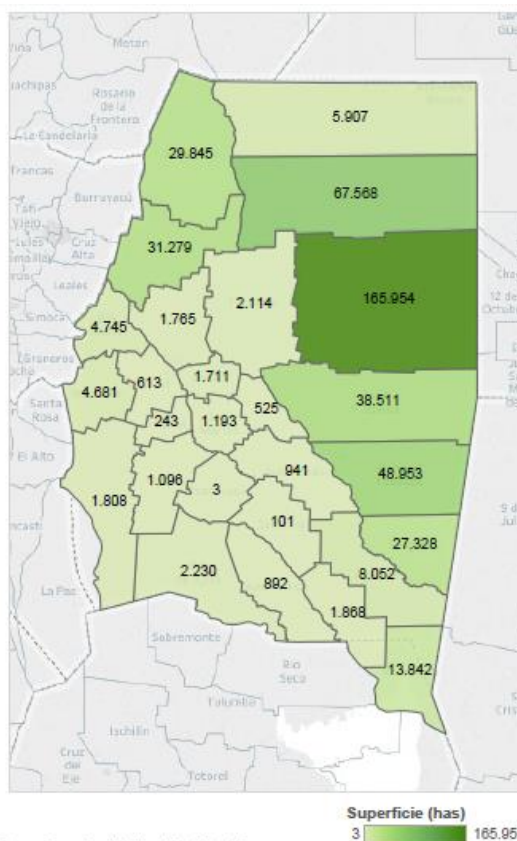 Metán
Rosario
de la
Frontera
La Candelaria
5.907
29.845
Burruyacú
67.568
Cruz
Alta
31.279
Leales
165.954
2.114
Simoca
4.745
1.765
Graneros
1.711
4.681
613
38.511
Santa
Rosa
525
243
1.193
El Alto
941
48.953
1.096
3
1.808
101
27.328
8.052
2.230
892
La Paz
1.868
Sobremonte
13.842
Río
Seca
Tulumba
Ischilín
Cruz
del
Eje
Totoral
Superficie (has)
3
165.95